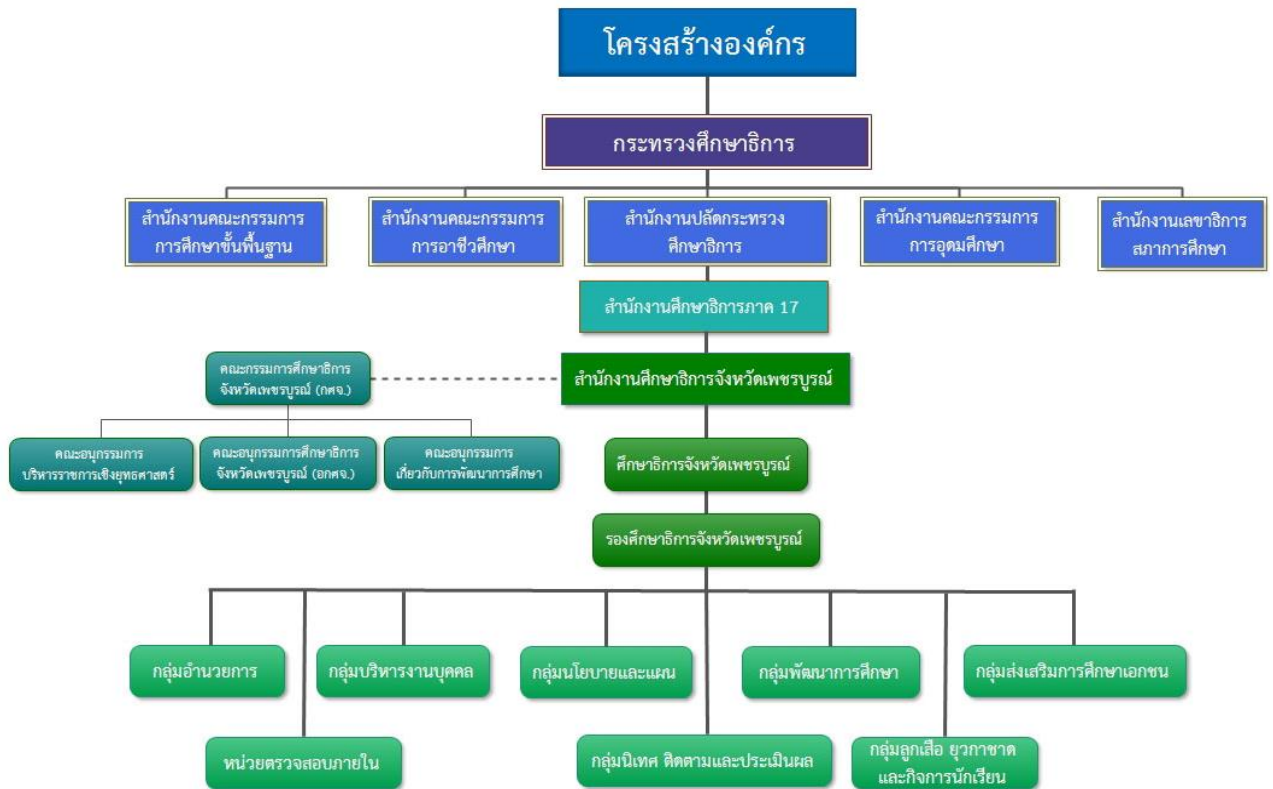 โครงสร้างองค์กร
กระทรวงศึกษาธิการ
สำนักงานคณะกรรมการ
การศึกษาขั้นพื้นฐาน
สำนักงานคณะกรรมการ
การอาชีวศึกษา
สำนักงานปลัดกระทรวง
ศึกษาธิการ
สำนักงานคณะกรรมการ
การอุดมศึกษา
สำนักงานเลขาธิการ
สภาการศึกษา
สำนักงานศึกษาธิการภาค 17
คณะกรรมการศึกษาธิการ
จังหวัดเพชรบูรณ์ (กศจ.)
สำนักงานศึกษาธิการจังหวัดเพชรบูรณ์
คณะอนุกรรมการ
บริหารราชการเชิงยุทธศาสตร์
คณะอนุกรรมการศึกษาธิการ
จังหวัดเพชรบูรณ์ (อกศจ.)
คณะอนุกรรมการ
เกี่ยวกับการพัฒนาการศึกษา
ศึกษาธิการจังหวัดเพชรบูรณ์
รองศึกษาธิการจังหวัดเพชรบูรณ์
กลุ่มอำนวยการ
กลุ่มบริหารงานบุคคล
กลุ่มนโยบายและแผน
กลุ่มพัฒนาการศึกษา
กลุ่มส่งเสริมการศึกษาเอกชน
หน่วยตรวจสอบภายใน
กลุ่มนิเทศ ติดตามและประเมินผล
กลุ่มลูกเสือ ยุวกาชาด
และกิจการนักเรียน